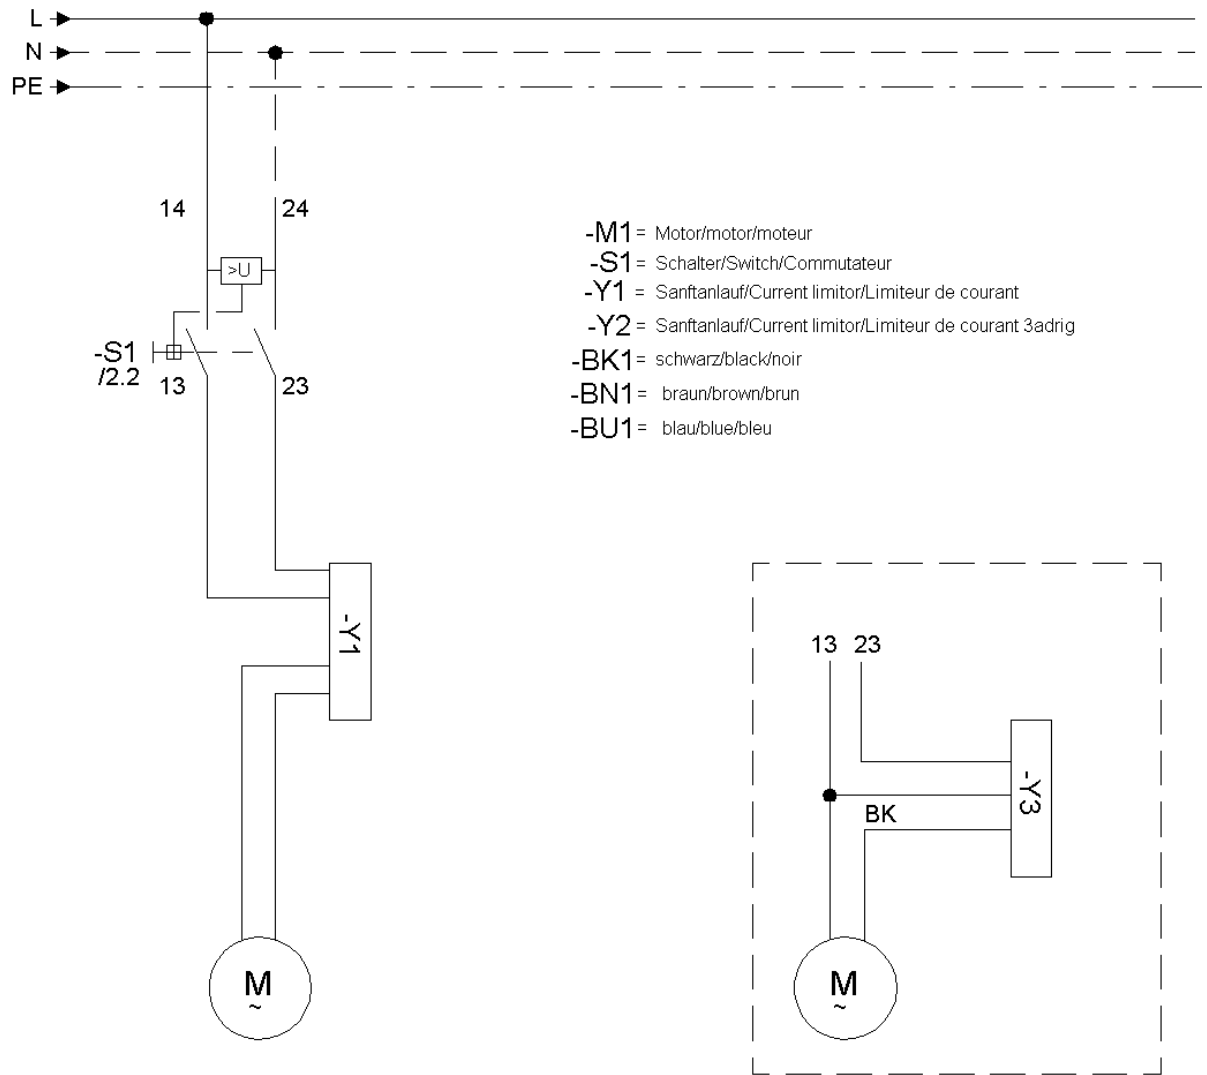 L
N
PE
14 24
-M1 = Motor/motor/moteur
-S1 = Schalter/Switch/Commutateur
>U
-Y1 = Sanftanlauf/Current limitor/Limiteur de courant
-Y2 = Sanftanlauf/Current limitor/Limiteur de courant 3adrig
-S1
/2.2
13 23
-BK1 = schwarz/black/noir
-BN1 = braun/brown/brun
-BU1 = blau/blue/bleu
-Y1
13 23
-Y3
BK
M
~
M
~